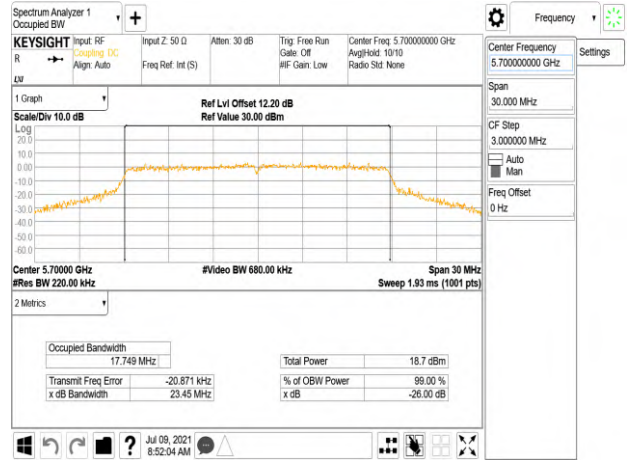 Spectrum Analyzer 1
Occupied BW
Frequency
KEYSIGHT
R
LXI
Input: RF
Coupling: DC
Align: Auto
Input Z: 50 Ω
Freq Ref: Int (S)
Atten: 30 dB
Trig: Free Run
Gate: Off
#IF Gain: Low
Center Freq: 5.700000000 GHz
Avg|Hold: 10/10
Radio Std: None
Center Frequency
5.700000000 GHz
Settings
Span
30.000 MHz
CF Step
3.000000 MHz
Auto
Man
Freq Offset
0 Hz
1 Graph
Scale/Div 10.0 dB
Ref Lvl Offset 12.20 dB
Ref Value 30.00 dBm
Log
20.0
10.0
0.00
-10.0
-20.0
-30.0
-40.0
-50.0
-60.0
Center 5.70000 GHz
#Res BW 220.00 kHz
#Video BW 680.00 kHz
Span 30 MHz
Sweep 1.93 ms (1001 pts)
2 Metrics
Occupied Bandwidth
17.749 MHz
Total Power 18.7 dBm
Transmit Freq Error -20.871 kHz
% of OBW Power 99.00 %
x dB Bandwidth 23.45 MHz
x dB -26.00 dB
?
Jul 09, 2021
8:52:04 AM